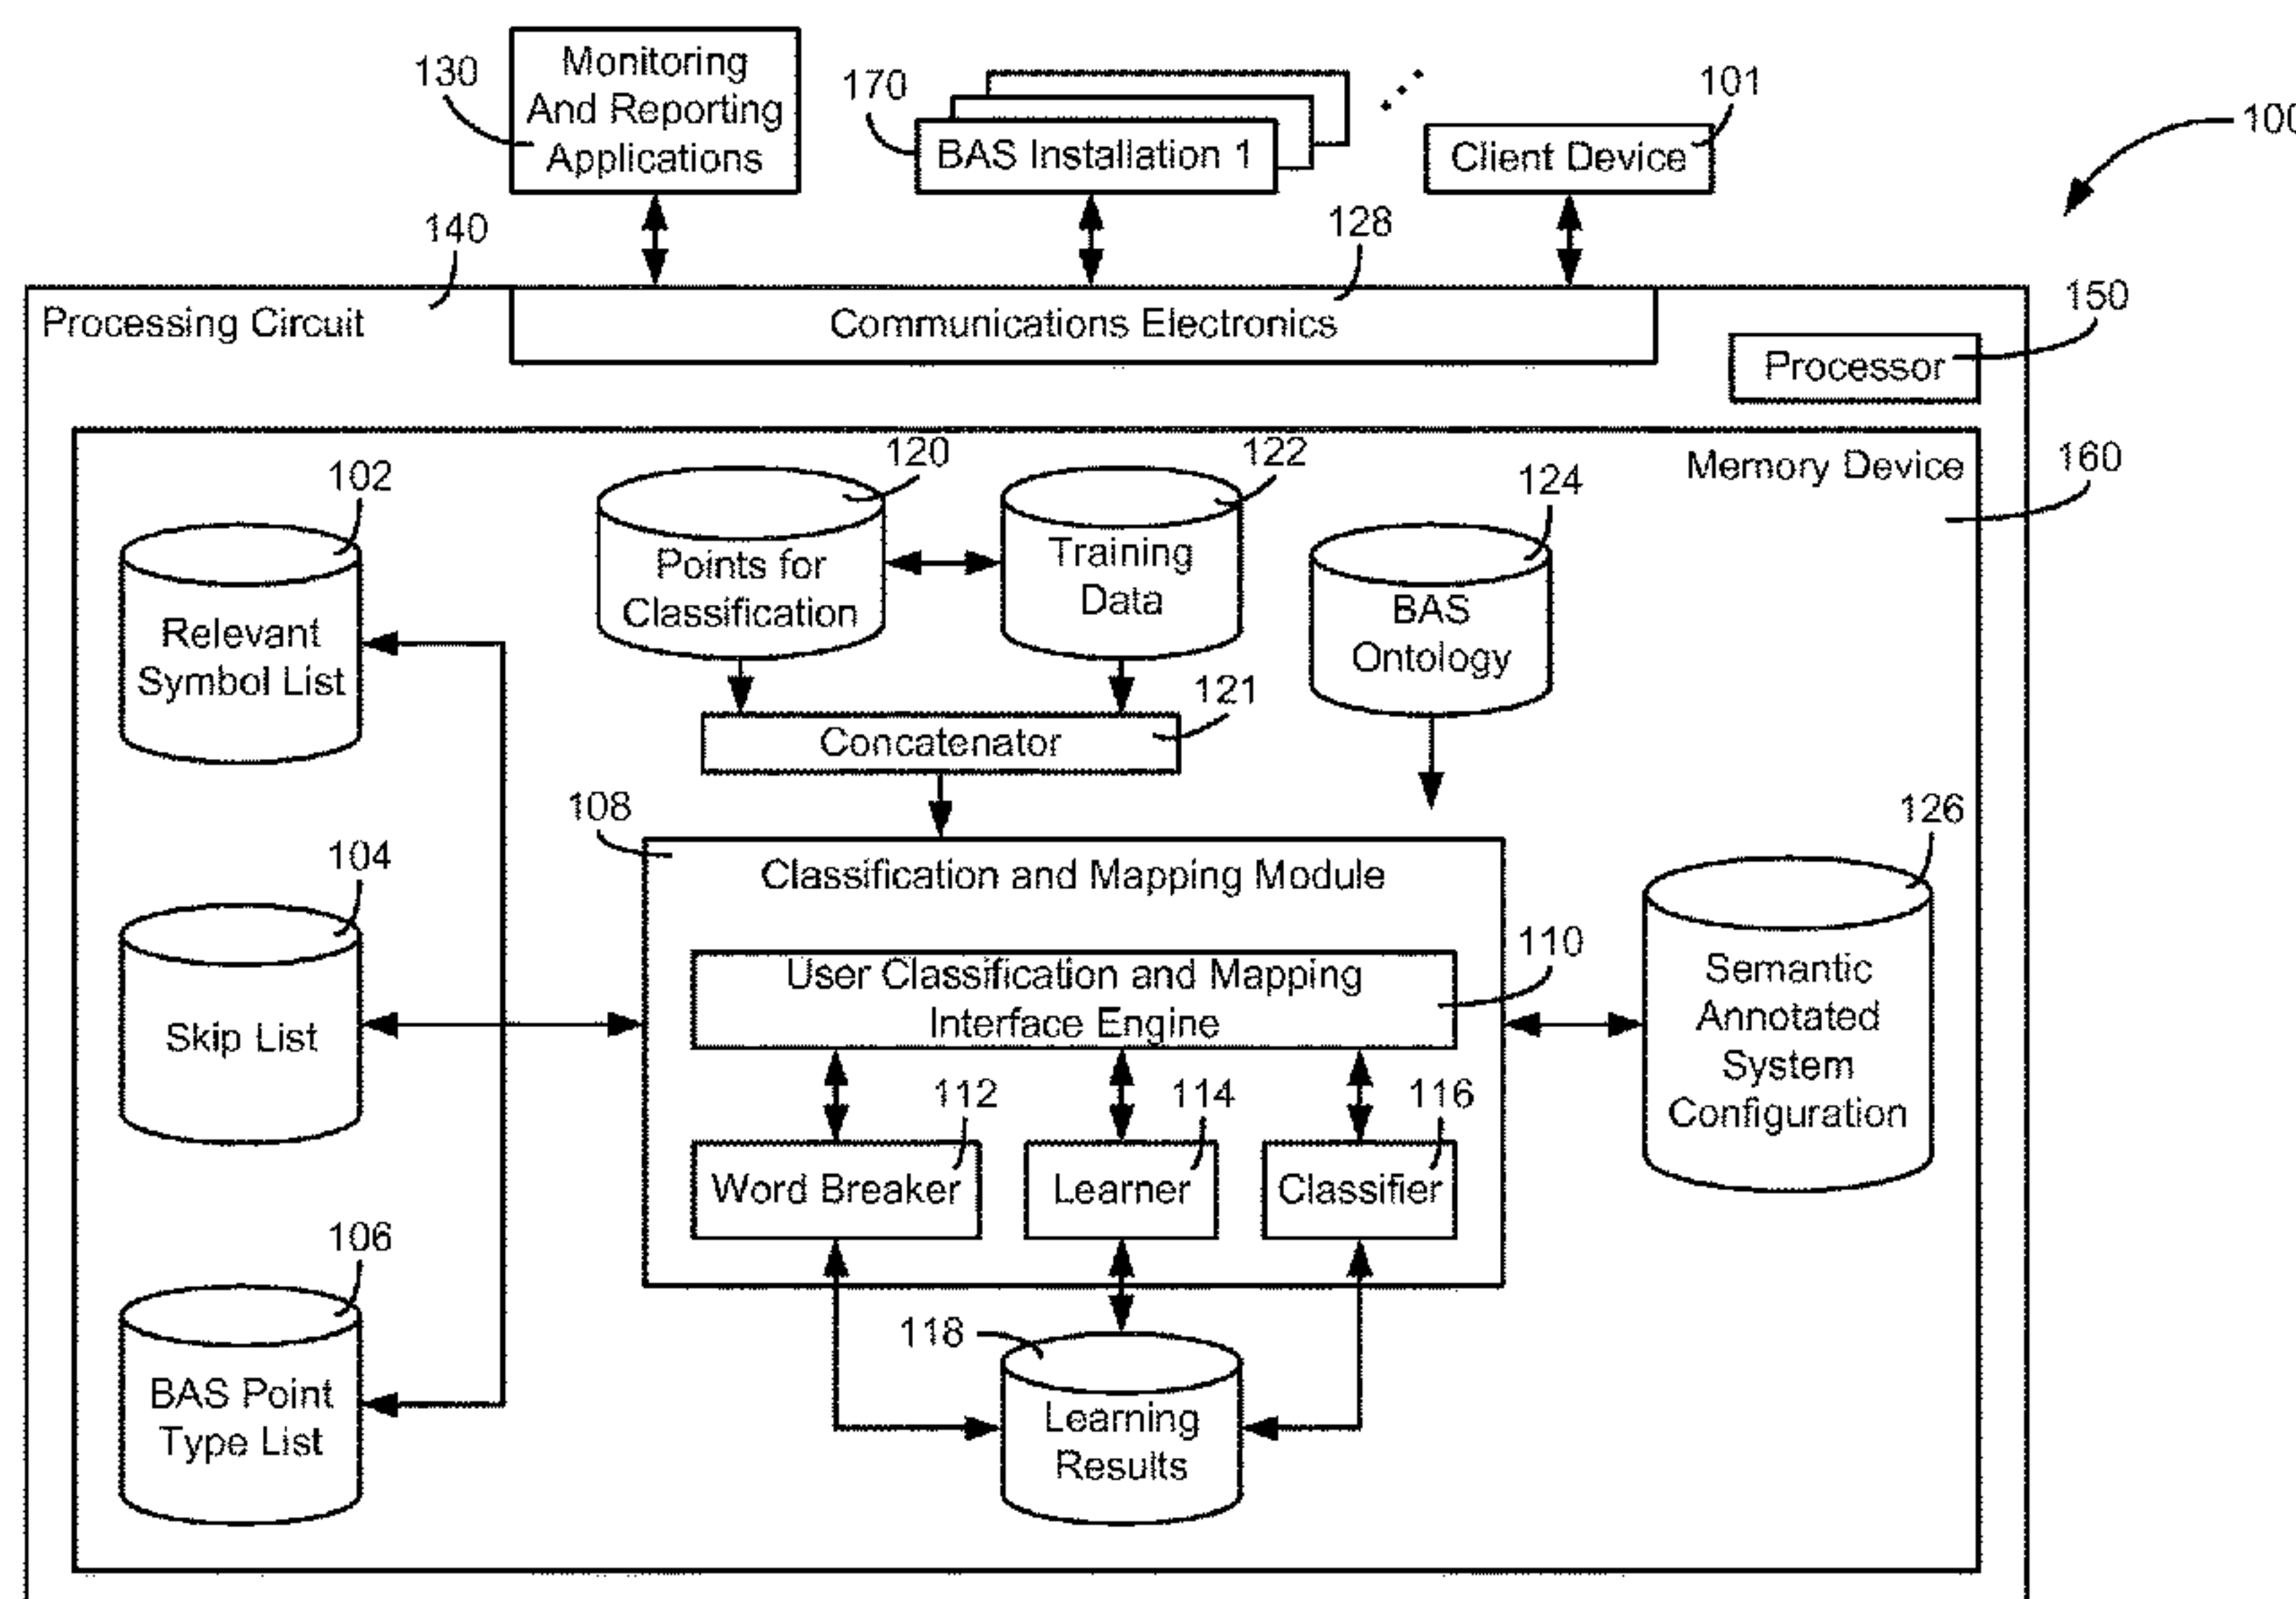 130
Monitoring
And Reporting
Applications
170
BAS Installation 1
101
Client Device
100
140
128
Processing Circuit
Communications Electronics
150
Processor
Memory Device
160
102
Relevant
Symbol List
120
Points for
Classification
122
Training
Data
124
BAS
Ontology
121
Concatenator
104
Skip List
108
Classification and Mapping Module
126
Semantic
Annotated
System
Configuration
110
User Classification and Mapping
Interface Engine
112
Word Breaker
114
Learner
116
Classifier
106
BAS Point
Type List
118
Learning
Results